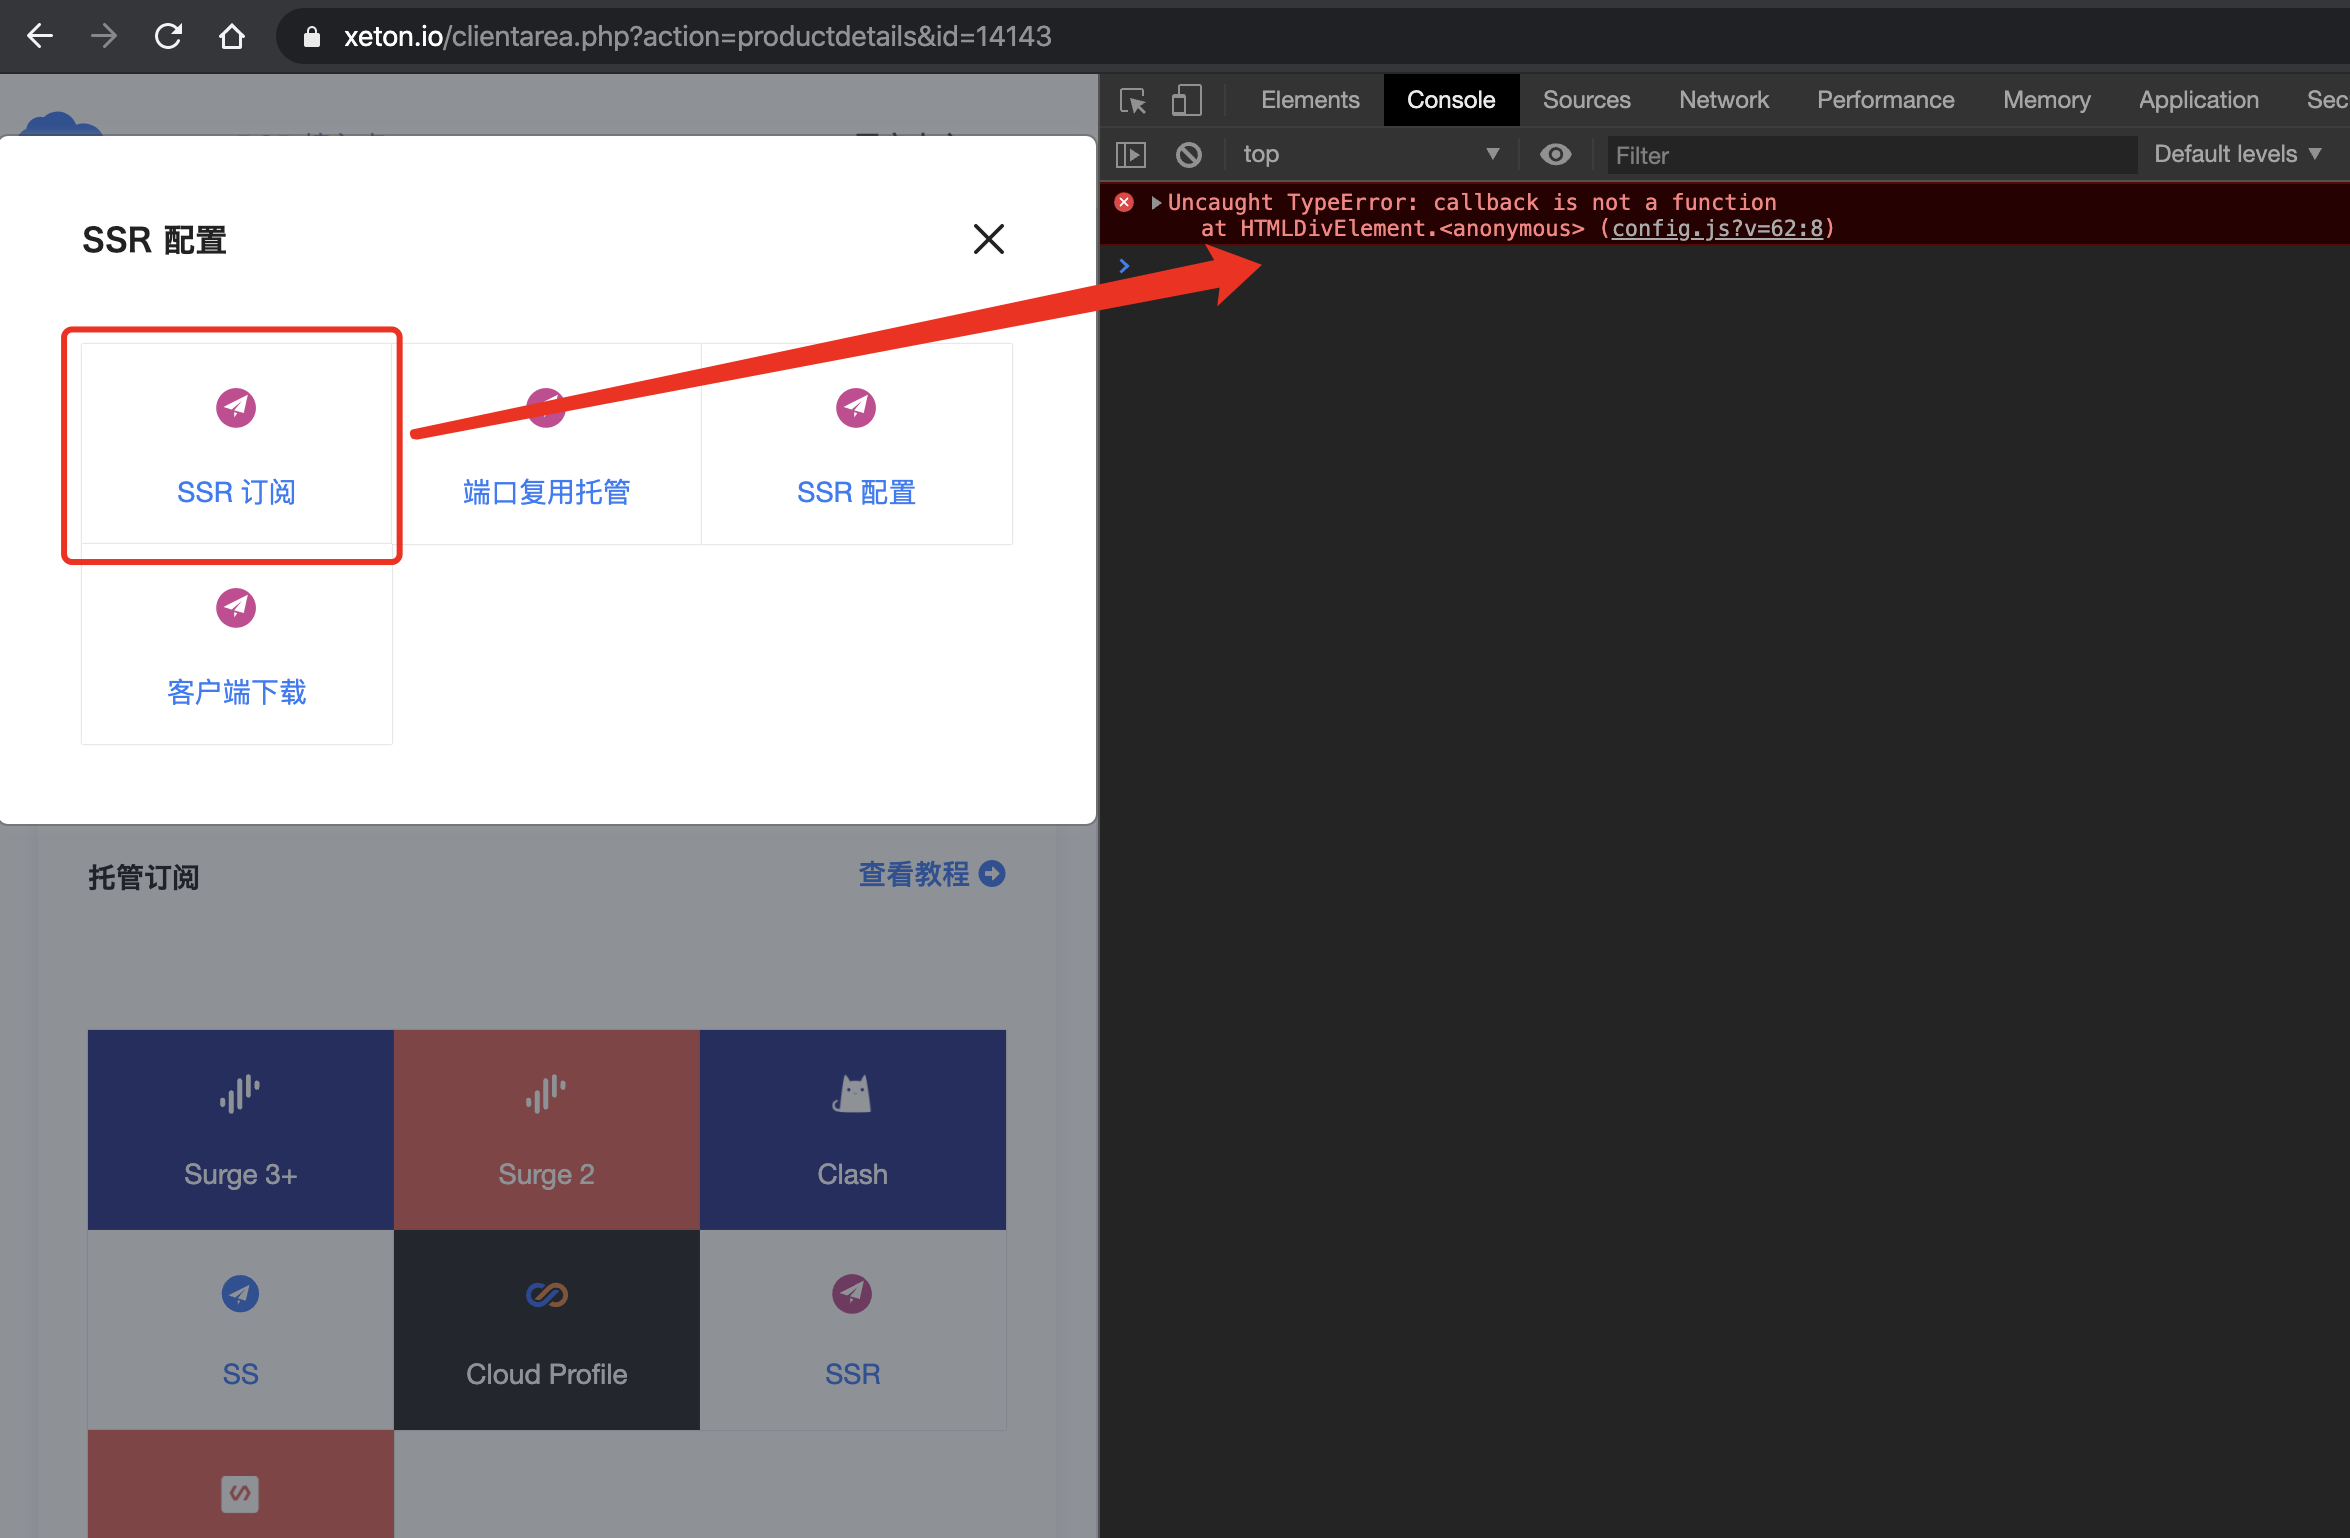 xeton.io/clientarea.php?action=productdetails&id=14143
Elements Console Sources Network Performance Memory Application Sec
top
Filter
Default levels
Uncaught TypeError: callback is not a function
at HTMLDivElement.<anonymous> (config.js?v=62:8)
SSR 配置
SSR 订阅
端口复用托管
SSR 配置
客户端下载
托管订阅
查看教程
Surge 3+
Surge 2
Clash
SS
Cloud Profile
SSR